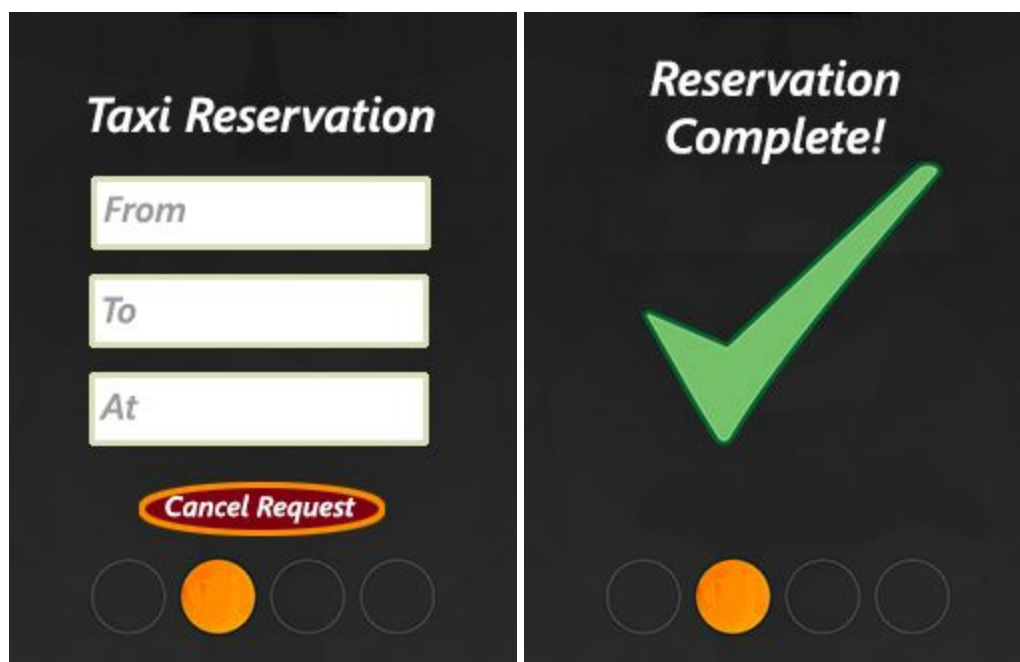 Taxi Reservation
From
To
At
Cancel Request
Reservation
Complete!